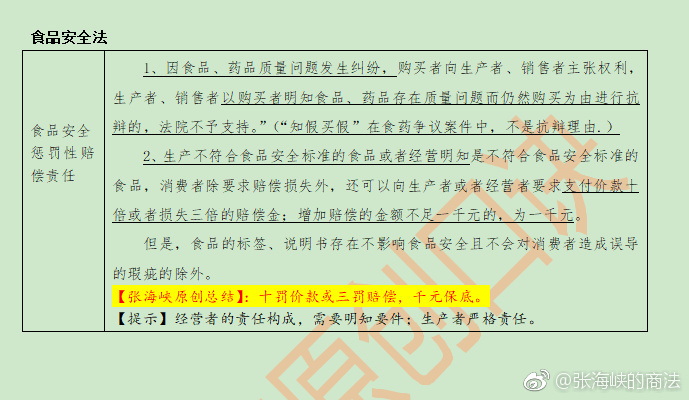 食品安全法
食品安全
惩罚性赔
偿责任
1、因食品、药品质量问题发生纠纷，购买者向生产者、销售者主张权利，
生产者、销售者以购买者明知食品、药品存在质量问题而仍然购买为由进行抗
辩的，法院不予支持。”（“知假买假”在食药争议案件中，不是抗辩理由.）
2、生产不符合食品安全标准的食品或者经营明知是不符合食品安全标准的
食品，消费者除要求赔偿损失外，还可以向生产者或者经营者要求支付价款十
倍或者损失三倍的赔偿金；增加赔偿的金额不足一千元的，为一千元。
但是，食品的标签、说明书存在不影响食品安全且不会对消费者造成误导
的瑕疵的除外。
【张海峡原创总结】：十罚价款或三罚赔偿，千元保底。
【提示】经营者的责任构成，需要明知要件；生产者严格责任。
原创口诀
@张海峡的商法